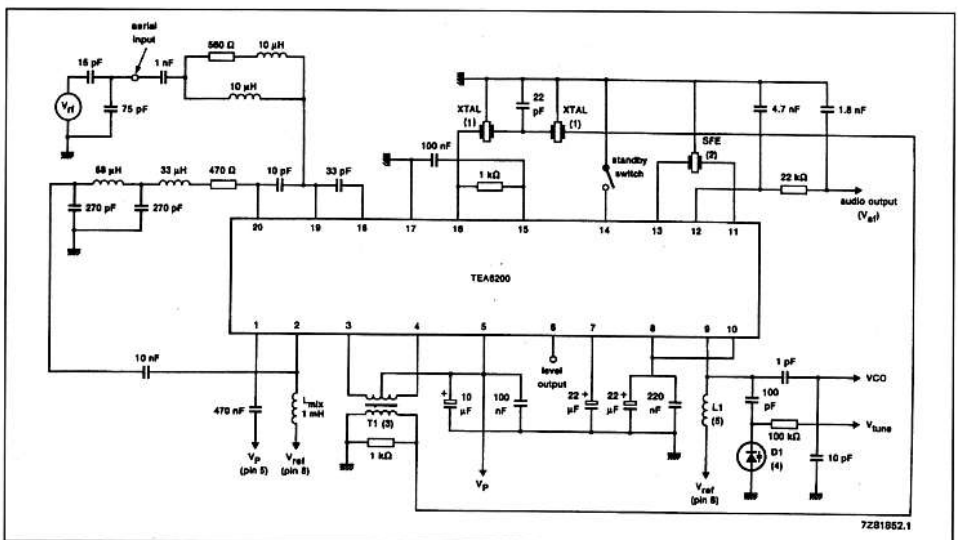 aerial
input
15 pF
1 nF
560 Ω
10 μH
10 μH
Vrf
75 pF
XTAL
(1)
22
pF
XTAL
(1)
SFE
(2)
4.7 nF
1.8 nF
100 nF
1 kΩ
standby
switch
22 kΩ
audio output
(Vaf)
68 μH
33 μH
470 Ω
10 pF
33 pF
270 pF
270 pF
20 19 18 17 16 15 14 13 12 11
TEA6200
1 2 3 4 5 6 7 8 9 10
10 nF
470 nF
Lmix
1 mH
VP
(pin 5)
Vref
(pin 8)
T1 (3)
1 kΩ
+
10
μF
100
nF
VP
level output
22
μF
+
22
μF
+
220
nF
L1
(5)
Vref
(pin 8)
1 pF
VCO
100
pF
100 kΩ
Vtune
D1
(4)
10 pF
7Z81852.1